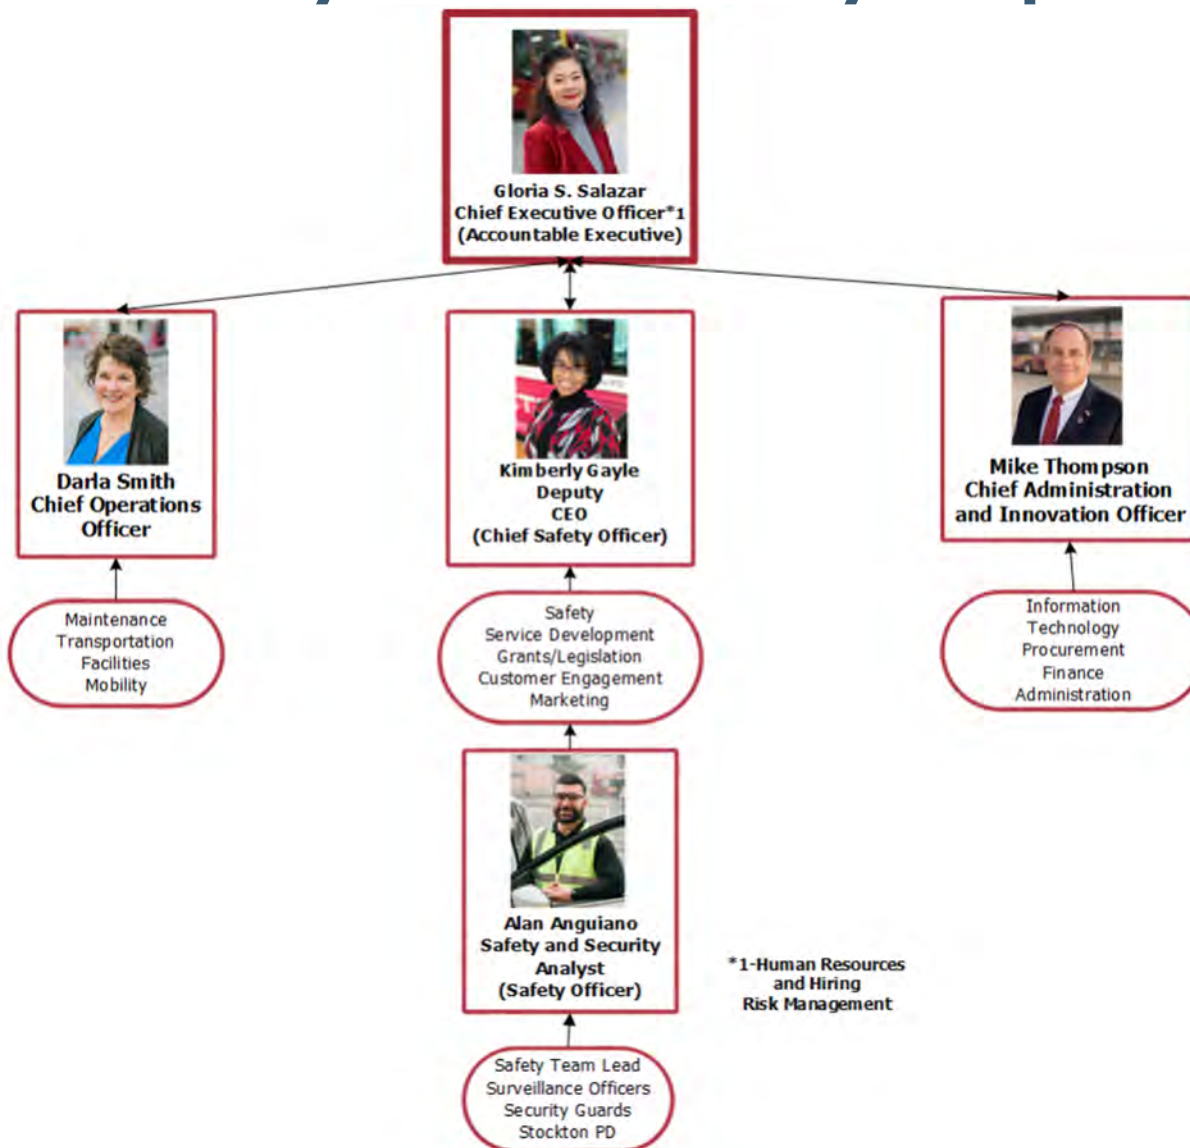 Gloria S. Salazar
Chief Executive Officer*1
(Accountable Executive)
Darla Smith
Chief Operations
Officer
Kimberly Gayle
Deputy
CEO
(Chief Safety Officer)
Mike Thompson
Chief Administration
and Innovation Officer
Maintenance
Transportation
Facilities
Mobility
Safety
Service Development
Grants/Legislation
Customer Engagement
Marketing
Information
Technology
Procurement
Finance
Administration
Alan Anguiano
Safety and Security
Analyst
(Safety Officer)
*1-Human Resources
and Hiring
Risk Management
Safety Team Lead
Surveillance Officers
Security Guards
Stockton PD